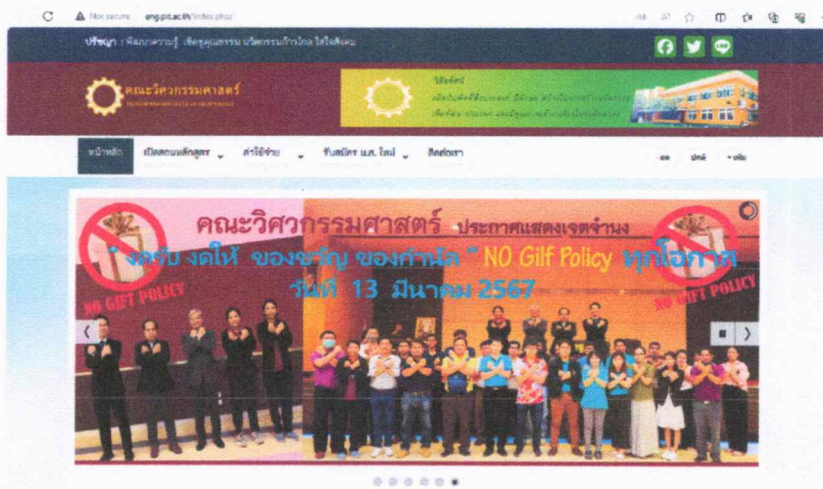 Not secure eng.pit.ac.th/index.php/
ปรัชญา : พัฒนาความรู้ เชิดชูคุณธรรม นวัตกรรมก้าวไกล ใส่ใจสังคม
คณะวิศวกรรมศาสตร์
วิสัยทัศน์
หน้าหลัก เปิดสอนหลักสูตร ค่าใช้จ่าย รับสมัคร น.ศ. ใหม่ ติดต่อเรา
ลด ปกติ +เพิ่ม
คณะวิศวกรรมศาสตร์ ประกาศแสดงเจตจำนง
" งดรับ งดให้ ของขวัญ ของกำนัล " NO Gilf Policy ทุกโอกาส
วันที่ 13 มีนาคม 2567
NO GIFT POLICY
NO GIFT POLICY